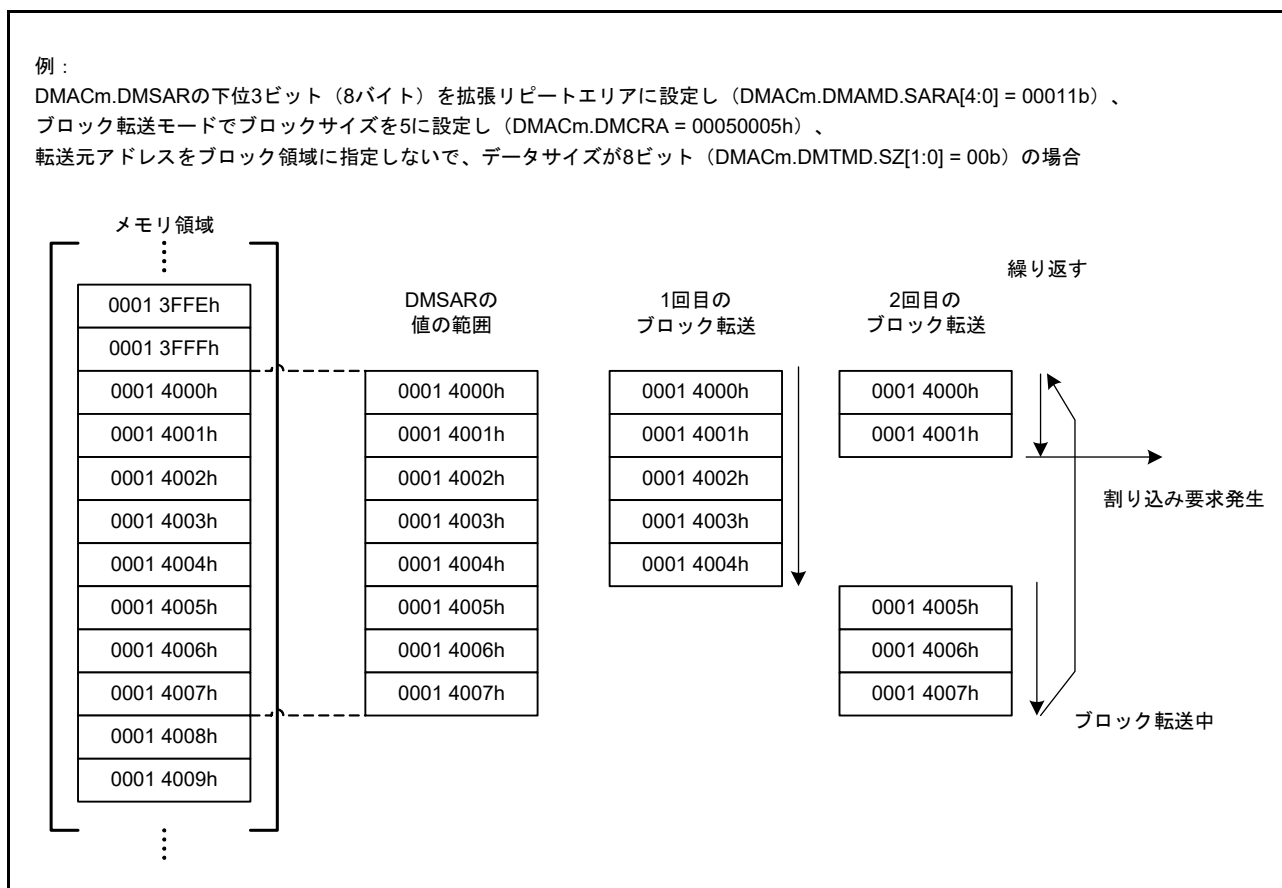 例：
DMACm.DMSARの下位3ビット（8バイト）を拡張リピートエリアに設定し（DMACm.DMAMD.SARA[4:0] = 00011b）、
ブロック転送モードでブロックサイズを5に設定し（DMACm.DMCRA = 00050005h）、
転送元アドレスをブロック領域に指定しないで、データサイズが8ビット（DMACm.DMTMD.SZ[1:0] = 00b）の場合
メモリ領域
0001 3FFEh
0001 3FFFh
0001 4000h
0001 4001h
0001 4002h
0001 4003h
0001 4004h
0001 4005h
0001 4006h
0001 4007h
0001 4008h
0001 4009h
DMSARの
値の範囲
0001 4000h
0001 4001h
0001 4002h
0001 4003h
0001 4004h
0001 4005h
0001 4006h
0001 4007h
1回目の
ブロック転送
0001 4000h
0001 4001h
0001 4002h
0001 4003h
0001 4004h
2回目の
ブロック転送
0001 4000h
0001 4001h
0001 4005h
0001 4006h
0001 4007h
繰り返す
割り込み要求発生
ブロック転送中